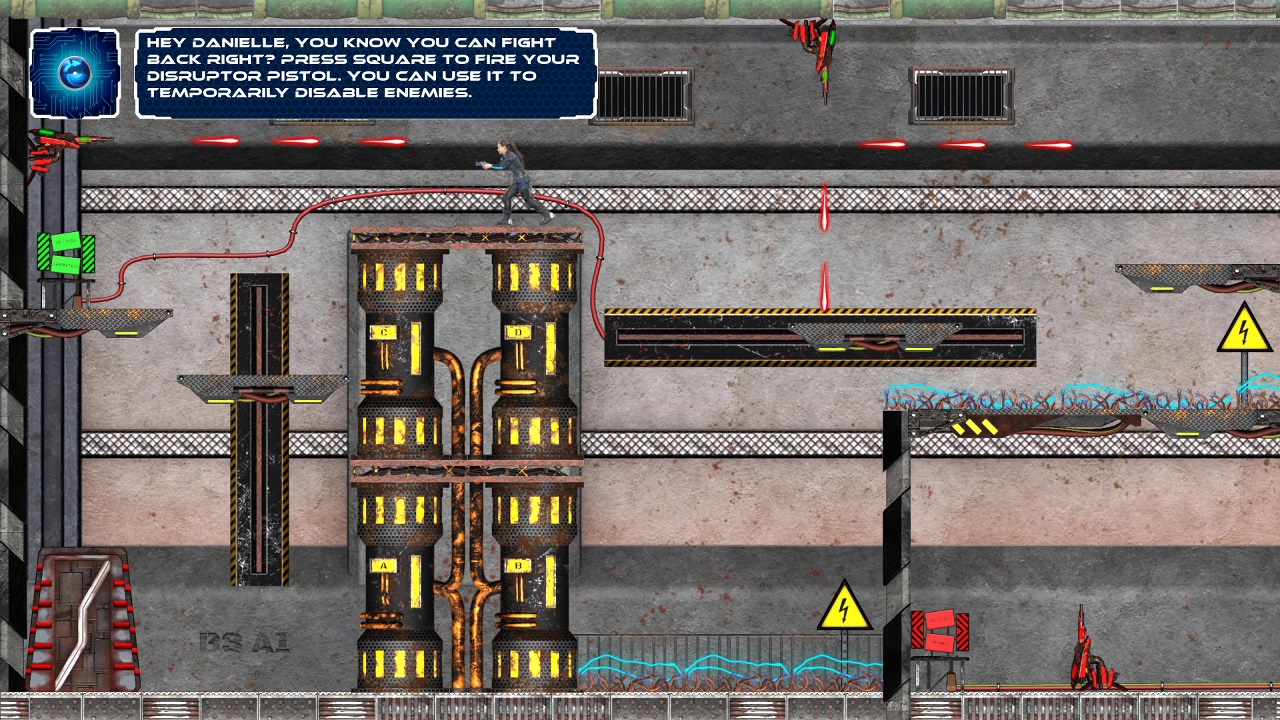 HEY DANIELLE, YOU KNOW YOU CAN FIGHT
BACK RIGHT? PRESS SQUARE TO FIRE YOUR
DISRUPTOR PISTOL. YOU CAN USE IT TO
TEMPORARILY DISABLE ENEMIES.
C
D
A
B
BS A1